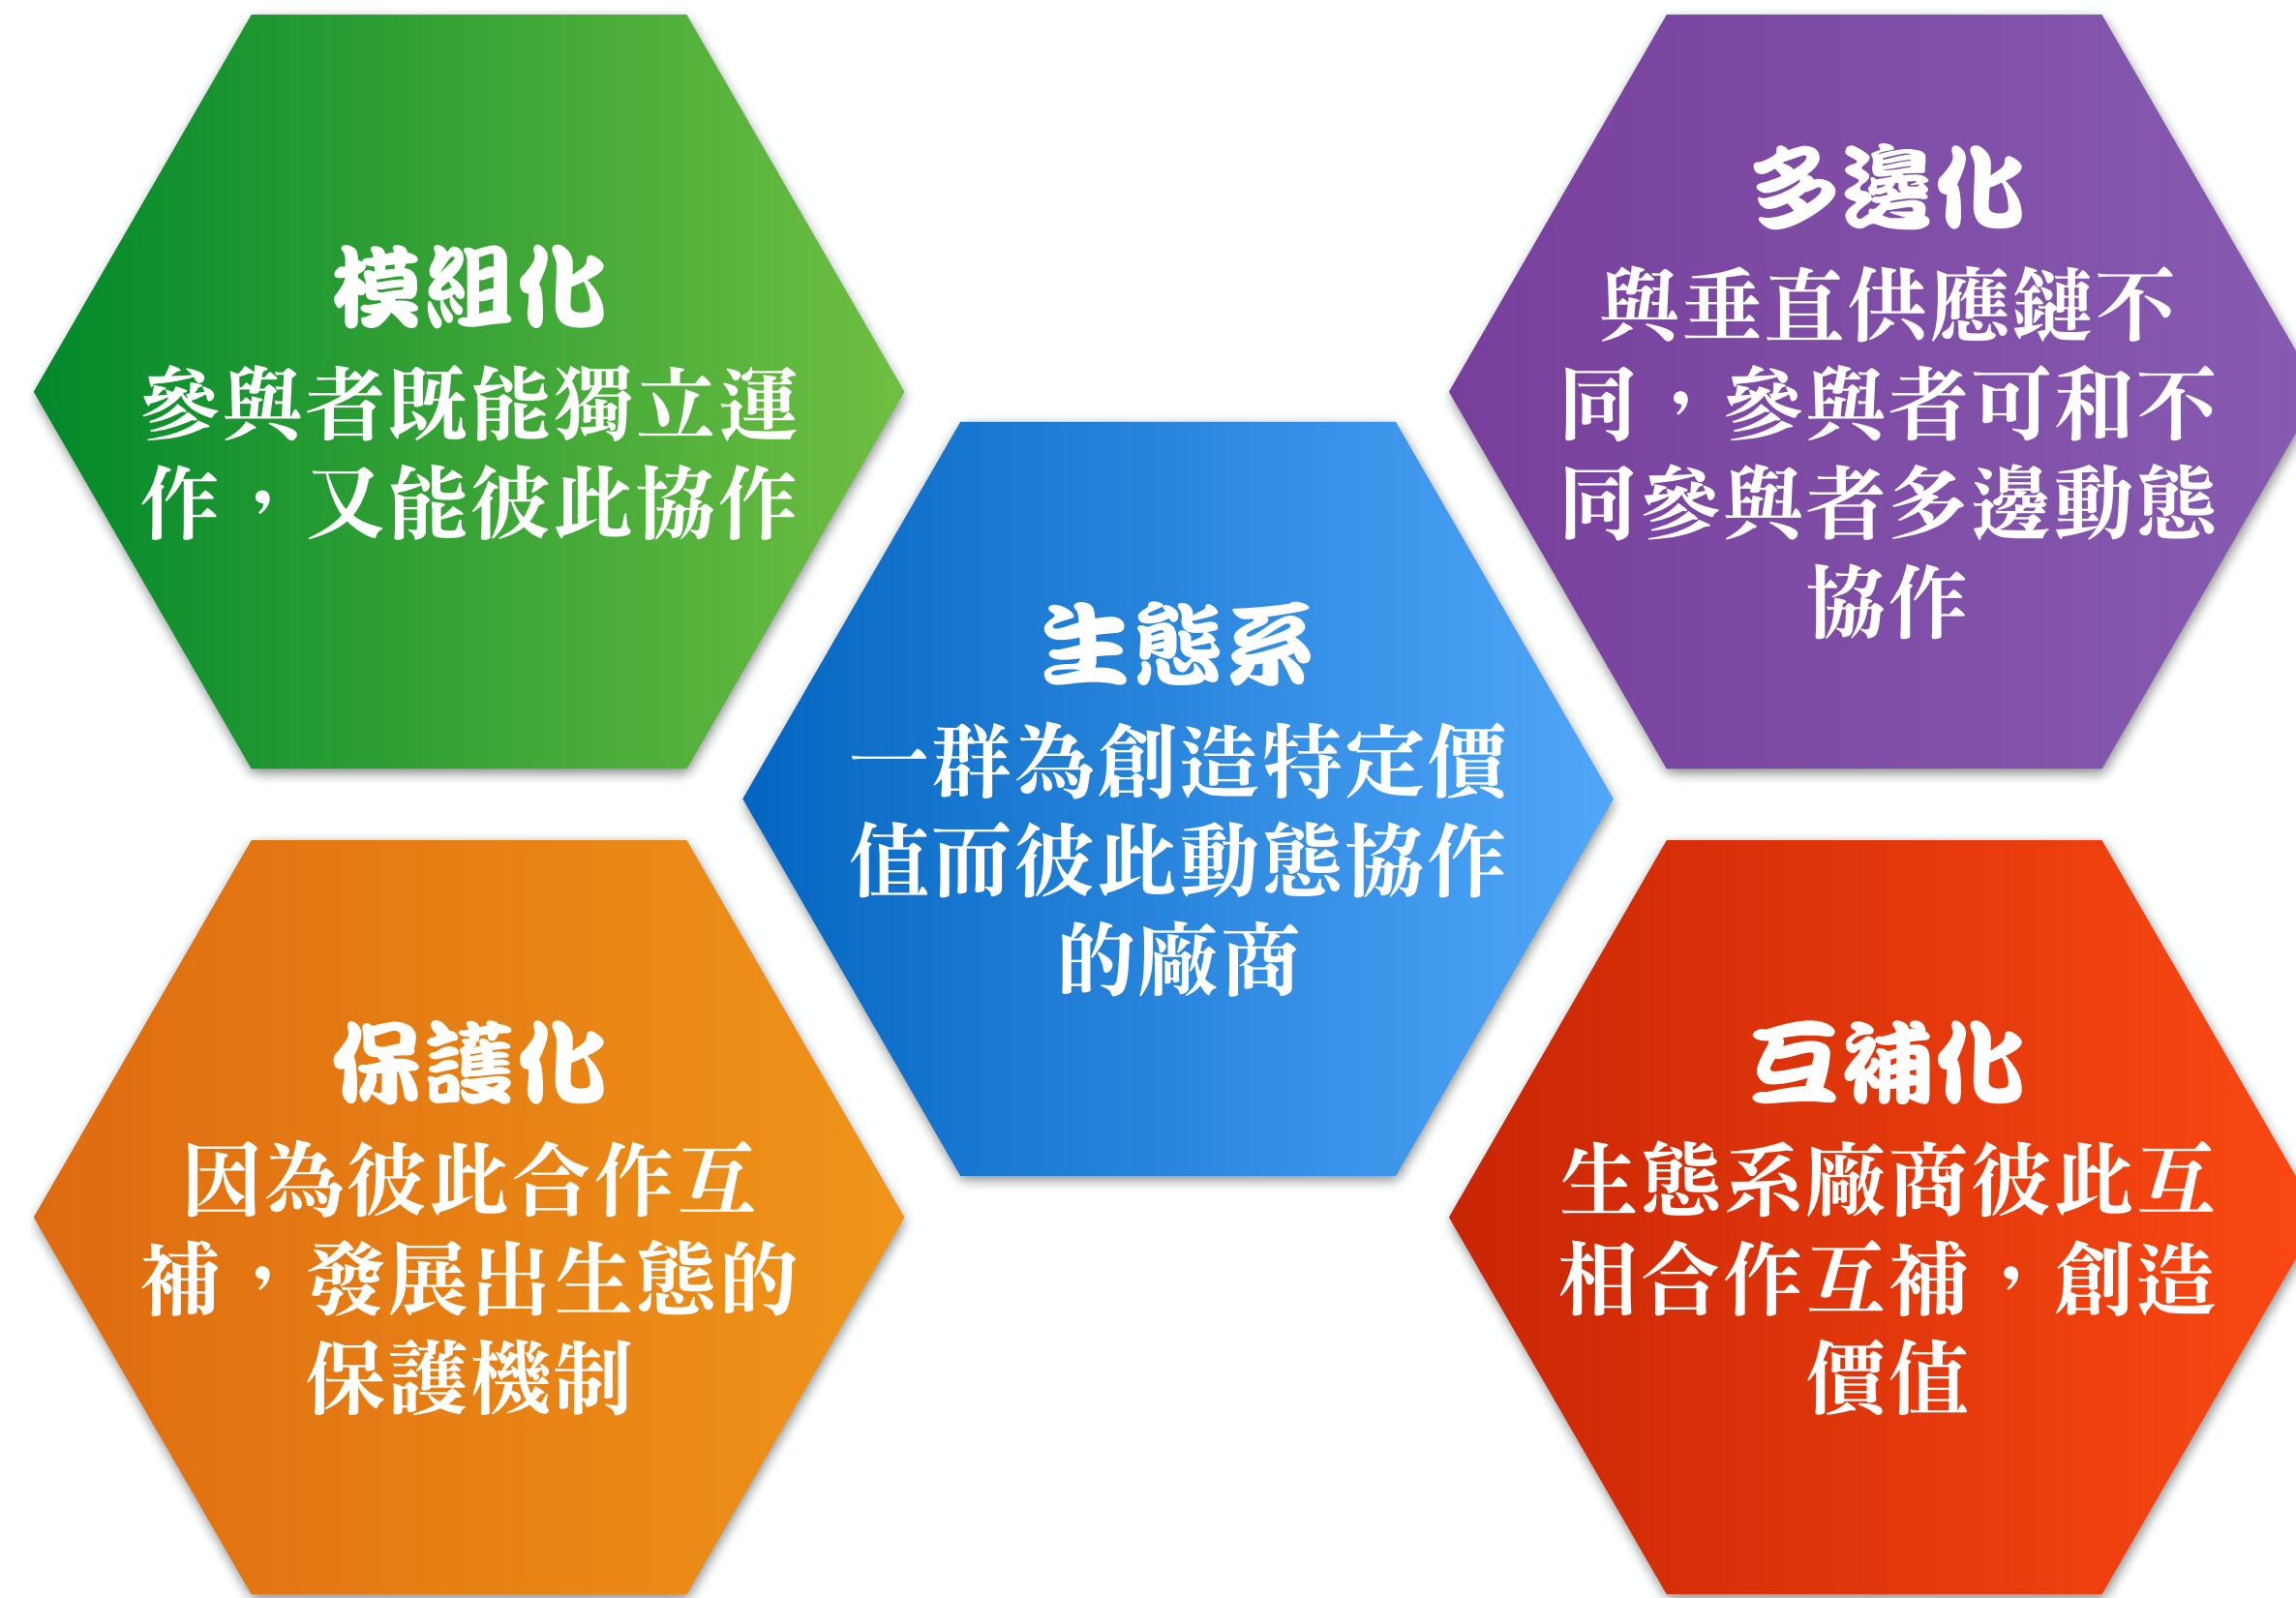 模組化
參與者既能獨立運
作，又能彼此協作
多邊化
與垂直供應鏈不
同，參與者可和不
同參與者多邊動態
協作
生態系
一群為創造特定價
值而彼此動態協作
的廠商
保護化
因為彼此合作互
補，發展出生態的
保護機制
互補化
生態系廠商彼此互
相合作互補，創造
價值